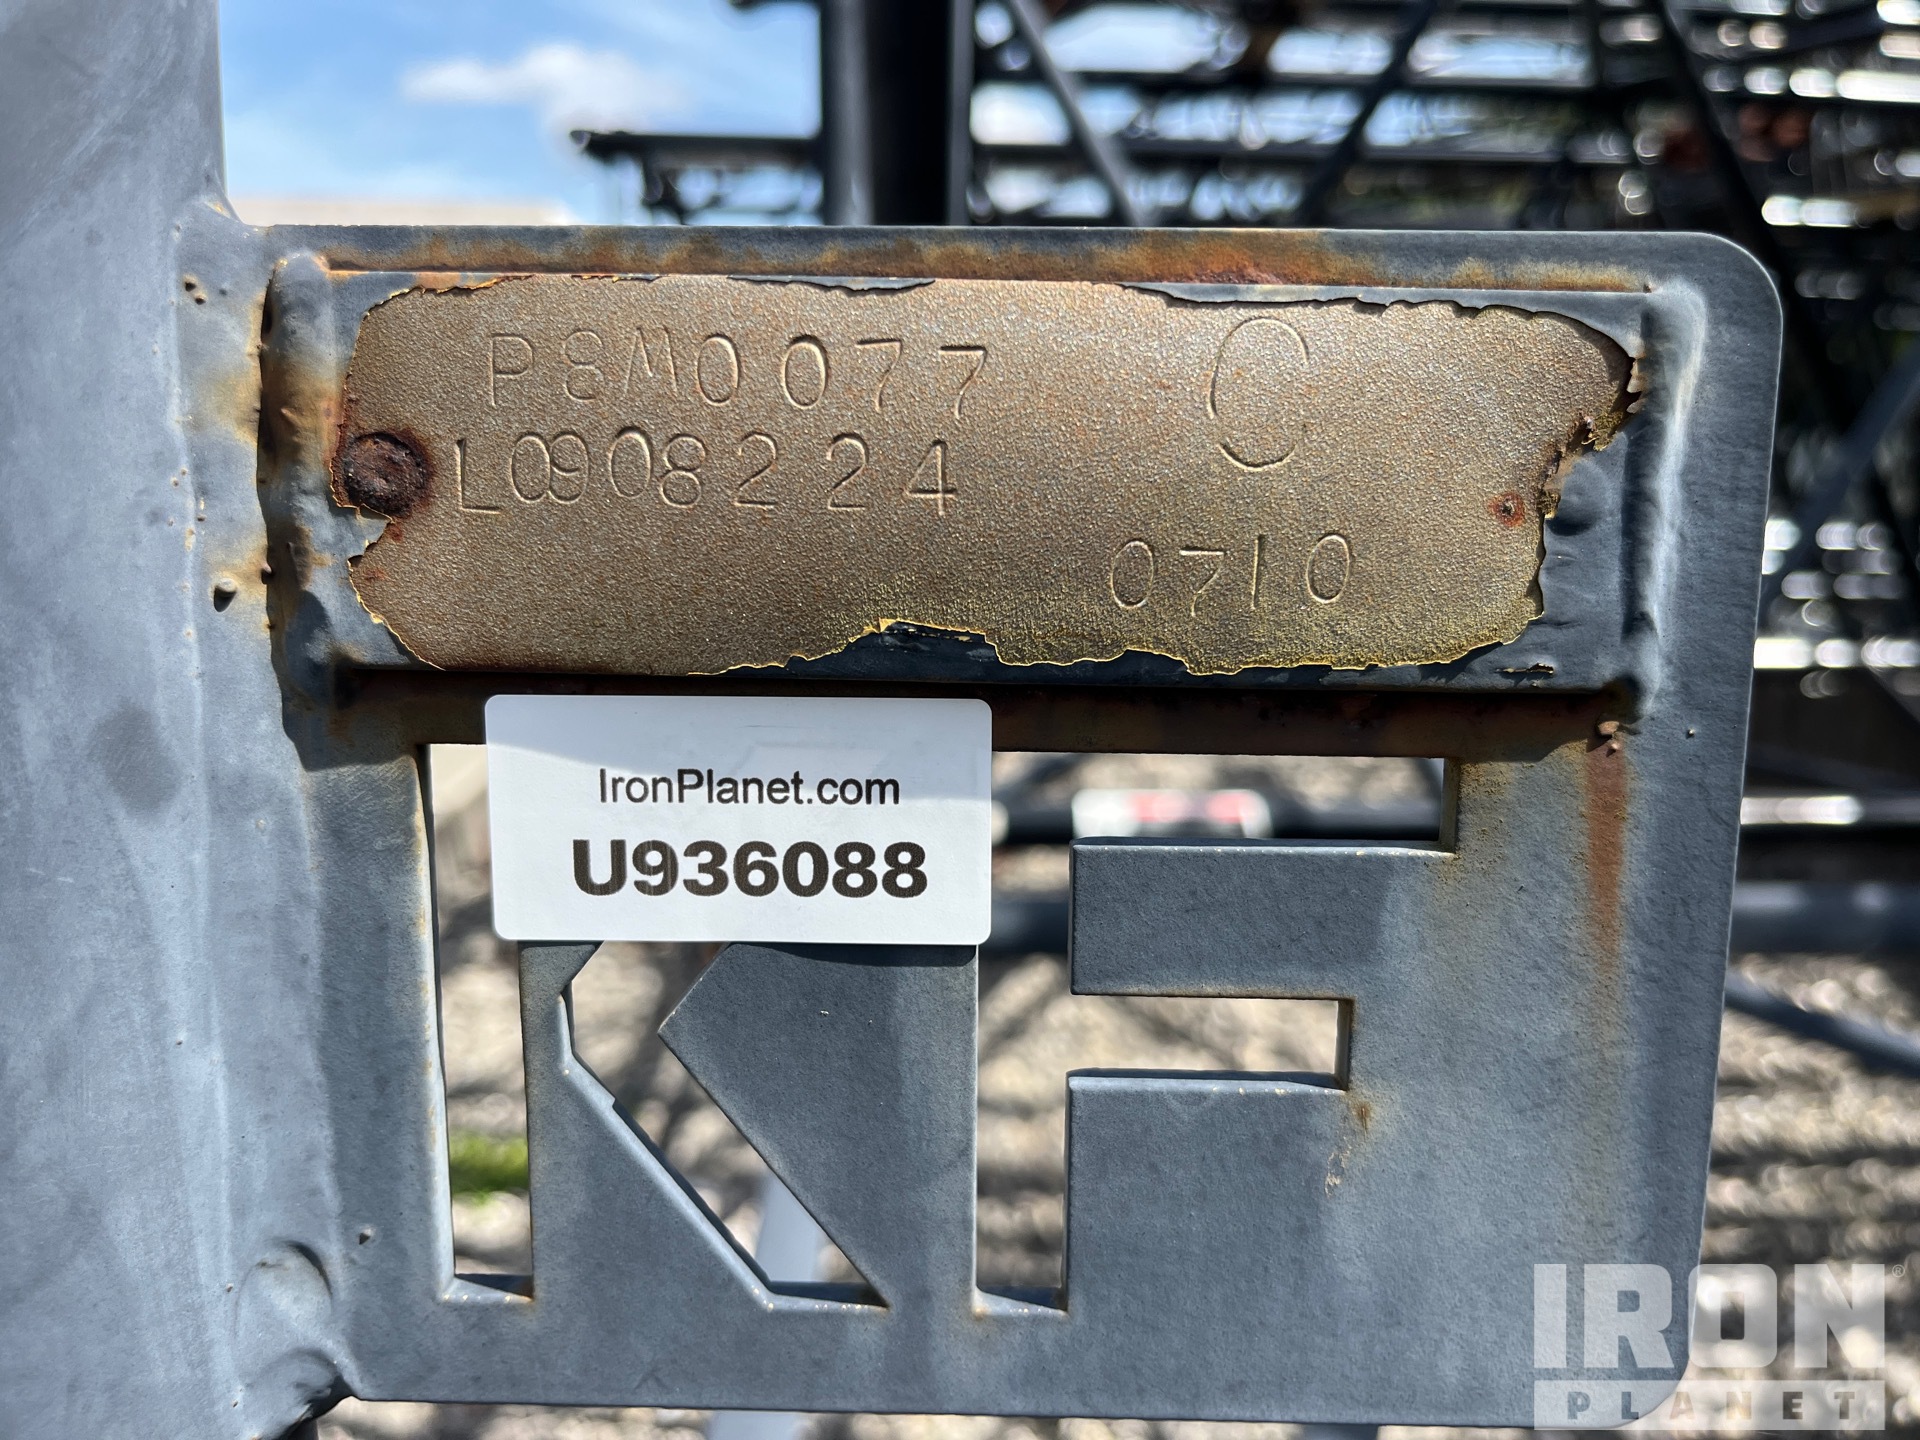 P8M0077 C
L0908224
0710
IronPlanet.com
U936088
KF
IRON
PLANET